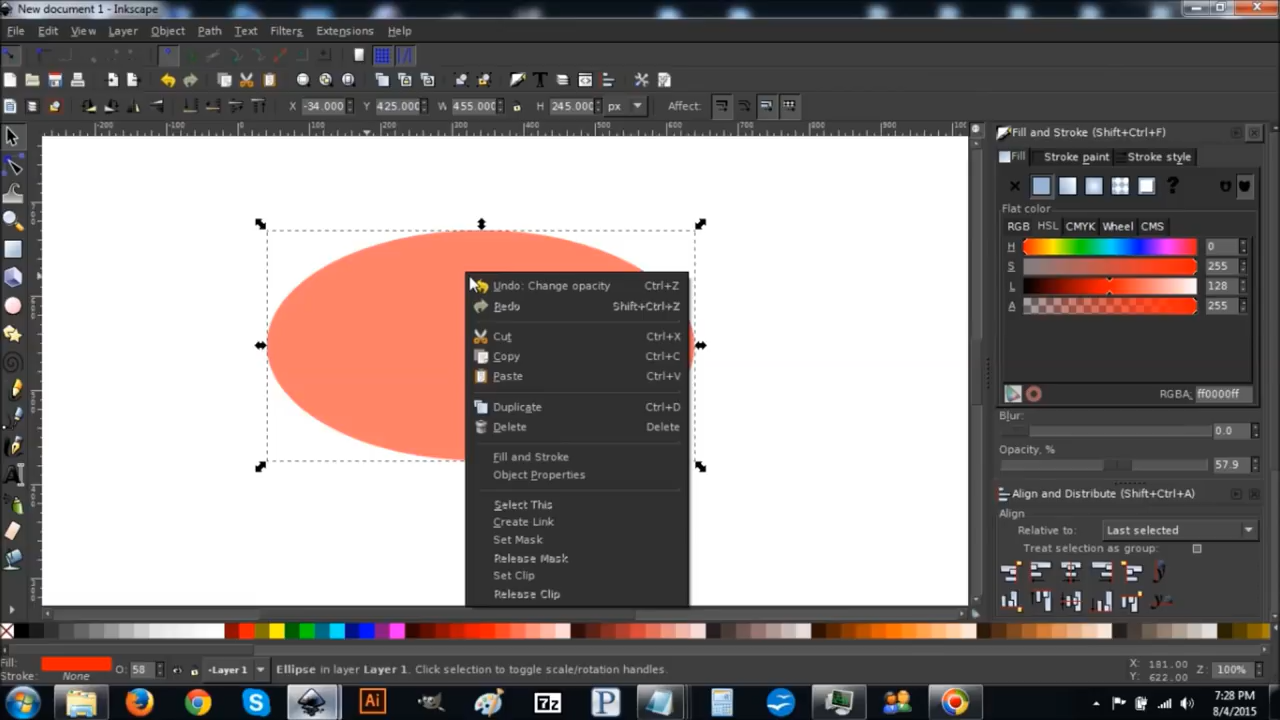 New document 1 - Inkscape
File Edit View Layer Object Path Text Filters Extensions Help
X -34.000 Y 425.000 W 455.000 H 245.000 px Affect:
Fill and Stroke (Shift+Ctrl+F)
Fill Stroke paint Stroke style
Flat color
RGB HSL CMYK Wheel CMS
H 0
S 255
L 128
A 255
RGBA: ff0000ff
Blur:
0.0
Opacity, %
57.9
Align and Distribute (Shift+Ctrl+A)
Align
Relative to: Last selected
Treat selection as group:
Undo: Change opacity Ctrl+Z
Redo Shift+Ctrl+Z
Cut Ctrl+X
Copy Ctrl+C
Paste Ctrl+V
Duplicate Ctrl+D
Delete Delete
Fill and Stroke
Object Properties
Select This
Create Link
Set Mask
Release Mask
Set Clip
Release Clip
Fill:
Stroke: None
O: 58
Layer 1
Ellipse in layer Layer 1. Click selection to toggle scale/rotation handles.
X: 181.00
Y: 622.00
Z: 100%
Ai
7z
P
7:28 PM
8/4/2015